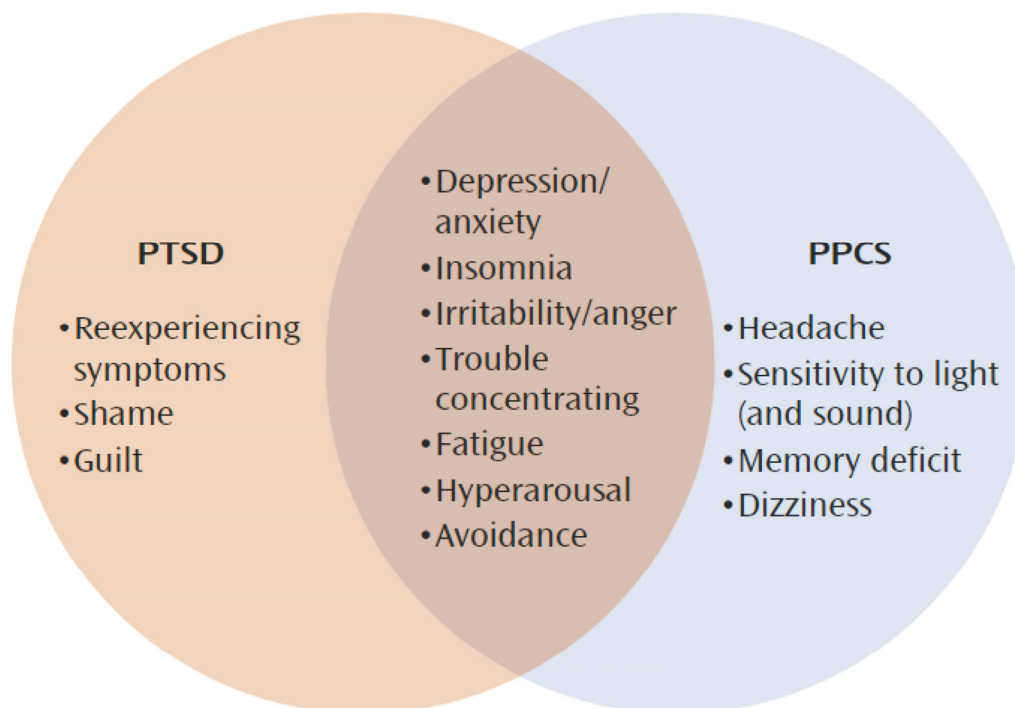 PTSD
• Reexperiencing
symptoms
• Shame
• Guilt
• Depression/
anxiety
• Insomnia
• Irritability/anger
• Trouble
concentrating
• Fatigue
• Hyperarousal
• Avoidance
PPCS
• Headache
• Sensitivity to light
(and sound)
• Memory deficit
• Dizziness